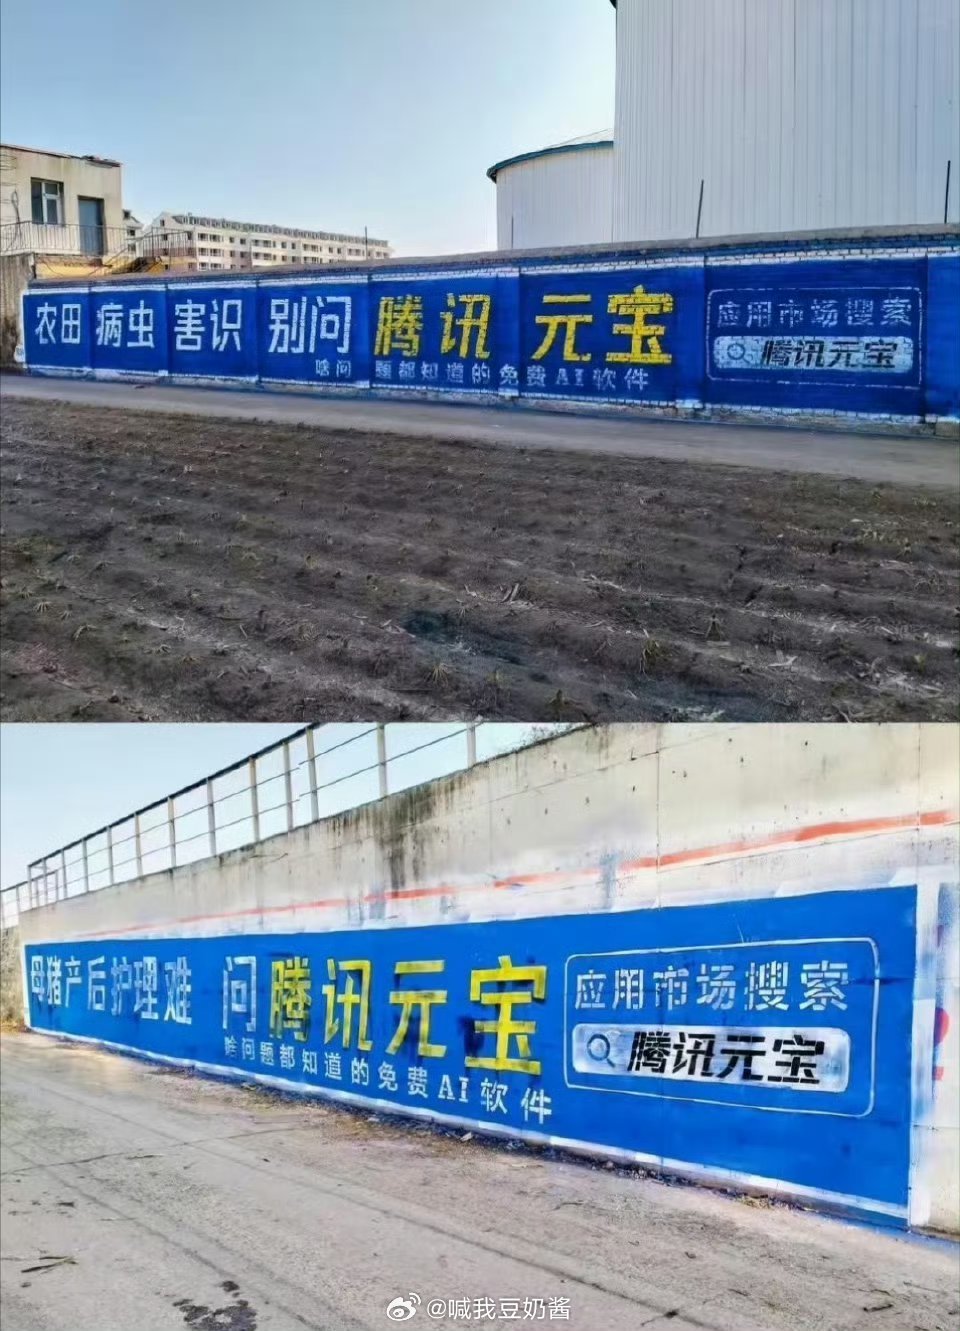 农田病虫害识别问腾讯元宝
啥问题都知道的免费AI软件
应用市场搜索
腾讯元宝
母猪产后护理难 问腾讯元宝
啥问题都知道的免费AI软件
应用市场搜索
腾讯元宝
@喊我豆奶酱